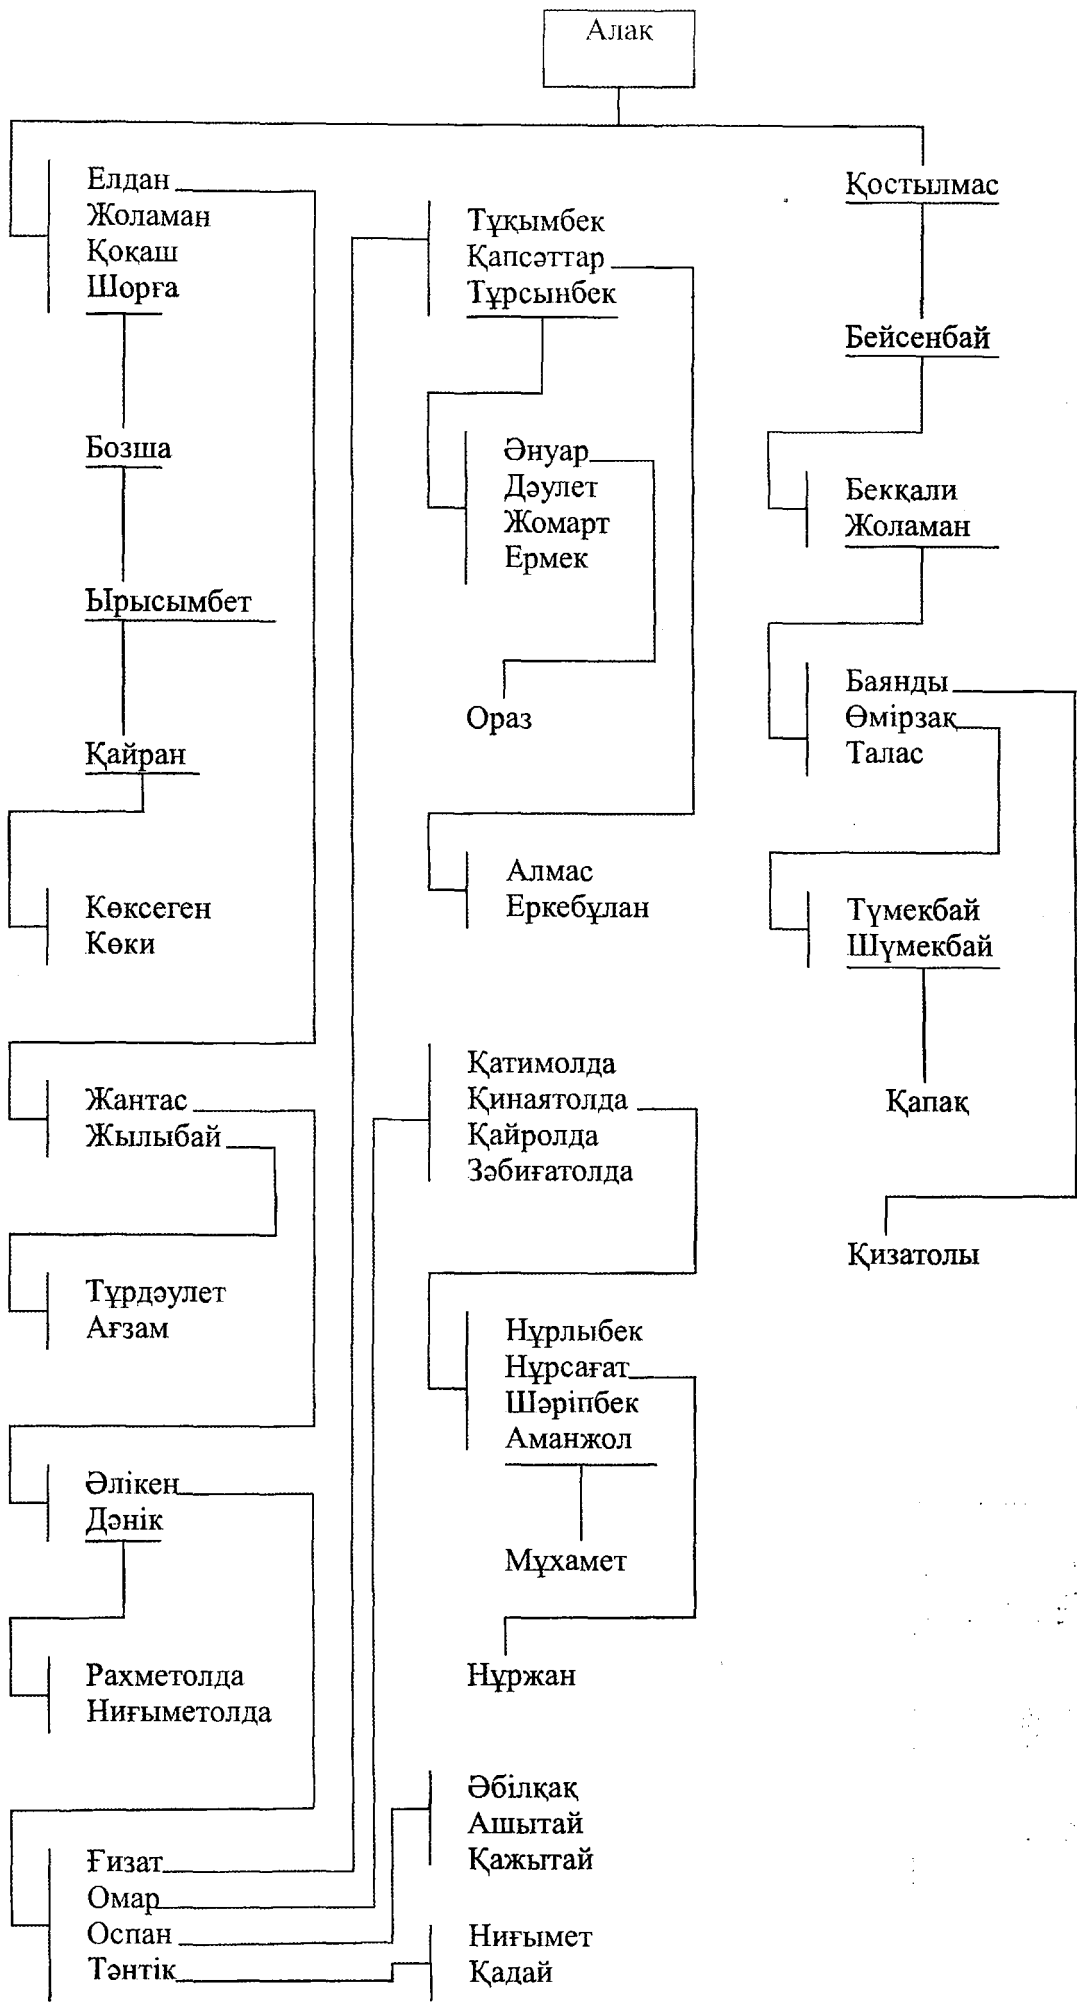 Алақ
Елдан
Жоламан
Қоқаш
Шорға
Бозша
Ырысымбет
Қайран
Көксеген
Көки
Жантас
Жылыбай
Тұрдәулет
Ағзам
Әлікен
Дәнік
Рахметолда
Ниғыметолда
Ғизат
Омар
Оспан
Тәнтік
Тұқымбек
Қапсәттар
Тұрсынбек
Әнуар
Дәулет
Жомарт
Ермек
Ораз
Алмас
Еркебұлан
Қатимолда
Қинаятолда
Қайролда
Зәбиғатолда
Нұрлыбек
Нұрсағат
Шәріпбек
Аманжол
Мұхамет
Нұржан
Әбілқақ
Ашытай
Қажытай
Ниғымет
Қадай
Қостылмас
Бейсенбай
Бекқали
Жоламан
Баянды
Өмірзақ
Талас
Түмекбай
Шүмекбай
Қапақ
Қизатолы